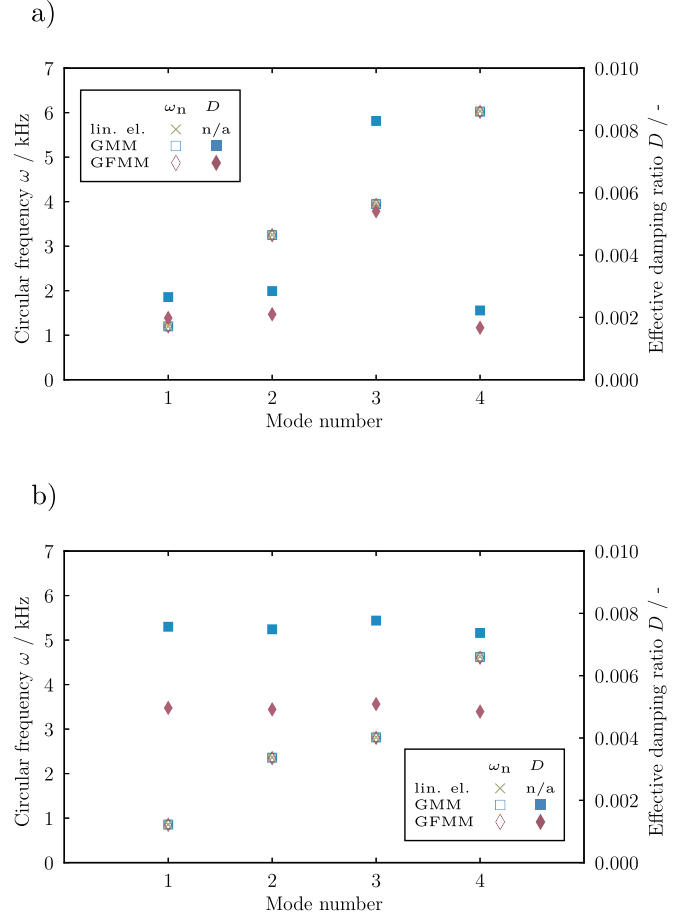 a)
7
6
5
4
3
2
1
0
0.010
0.008
0.006
0.004
0.002
0.000
Circular frequency ω / kHz
Effective damping ratio D / -
ωn D
lin. el. n/a
GMM
GFMM
1 2 3 4
Mode number
b)
7
6
5
4
3
2
1
0
0.010
0.008
0.006
0.004
0.002
0.000
Circular frequency ω / kHz
Effective damping ratio D / -
ωn D
lin. el. n/a
GMM
GFMM
1 2 3 4
Mode number